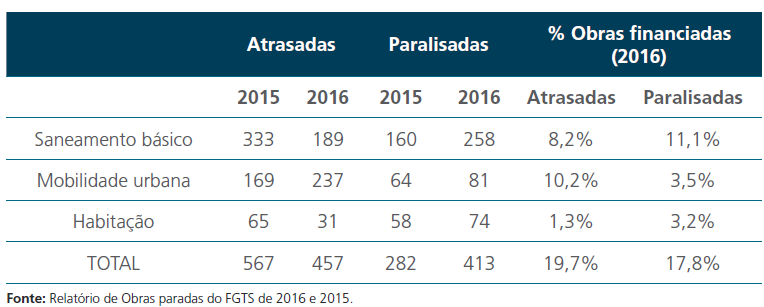 Atrasadas Paralisadas % Obras financiadas
(2016)
2015 2016 2015 2016 Atrasadas Paralisadas
Saneamento básico 333 189 160 258 8,2% 11,1%
Mobilidade urbana 169 237 64 81 10,2% 3,5%
Habitação 65 31 58 74 1,3% 3,2%
TOTAL 567 457 282 413 19,7% 17,8%
Fonte: Relatório de Obras paradas do FGTS de 2016 e 2015.